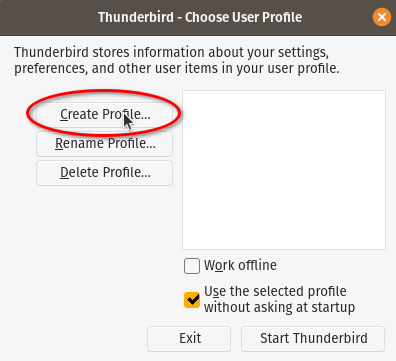 Thunderbird - Choose User Profile
Thunderbird stores information about your settings,
preferences, and other user items in your user profile.
Create Profile...
Rename Profile...
Delete Profile...
Work offline
Use the selected profile
without asking at startup
Exit
Start Thunderbird